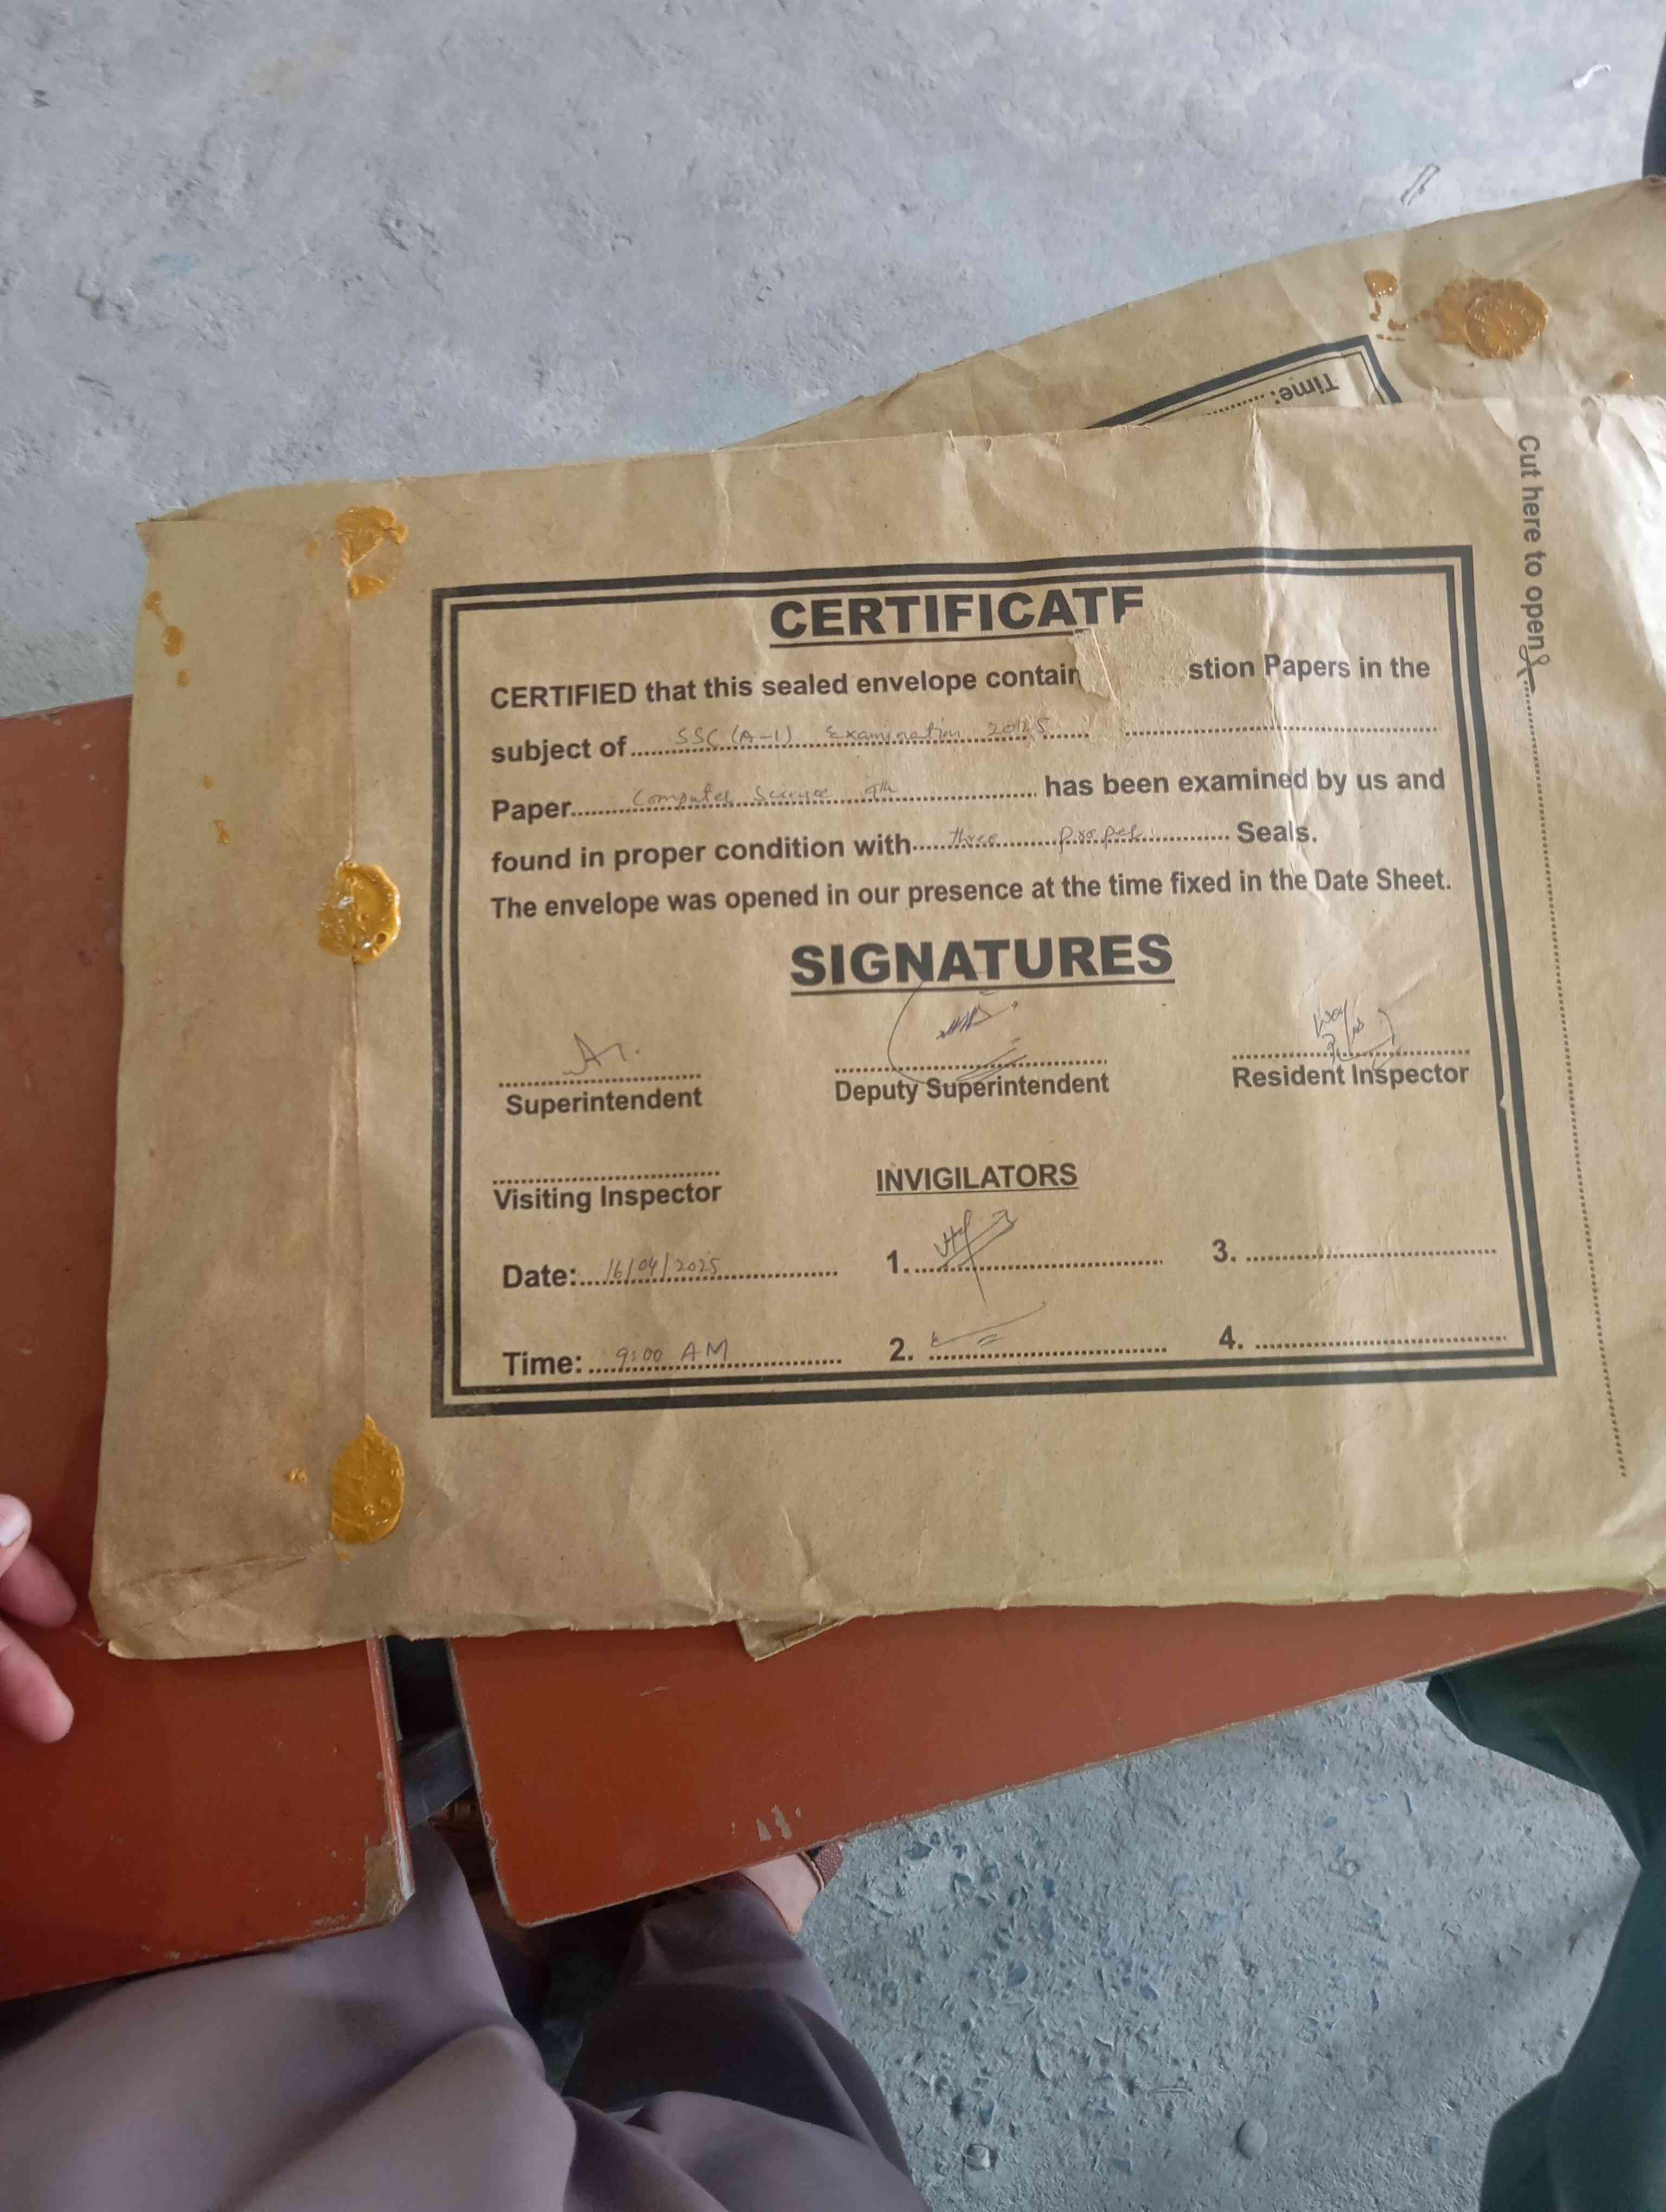 Time:
Cut here to open
CERTIFICATE
CERTIFIED that this sealed envelope contain stion Papers in the
subject of SSC (A-1) Examination 2025
Paper Computer Science 9th has been examined by us and
found in proper condition with three proper Seals.
The envelope was opened in our presence at the time fixed in the Date Sheet.
SIGNATURES
Superintendent Deputy Superintendent Resident Inspector
Visiting Inspector INVIGILATORS
Date: 16/04/2025 1. 3.
Time: 9:00 AM 2. 4.